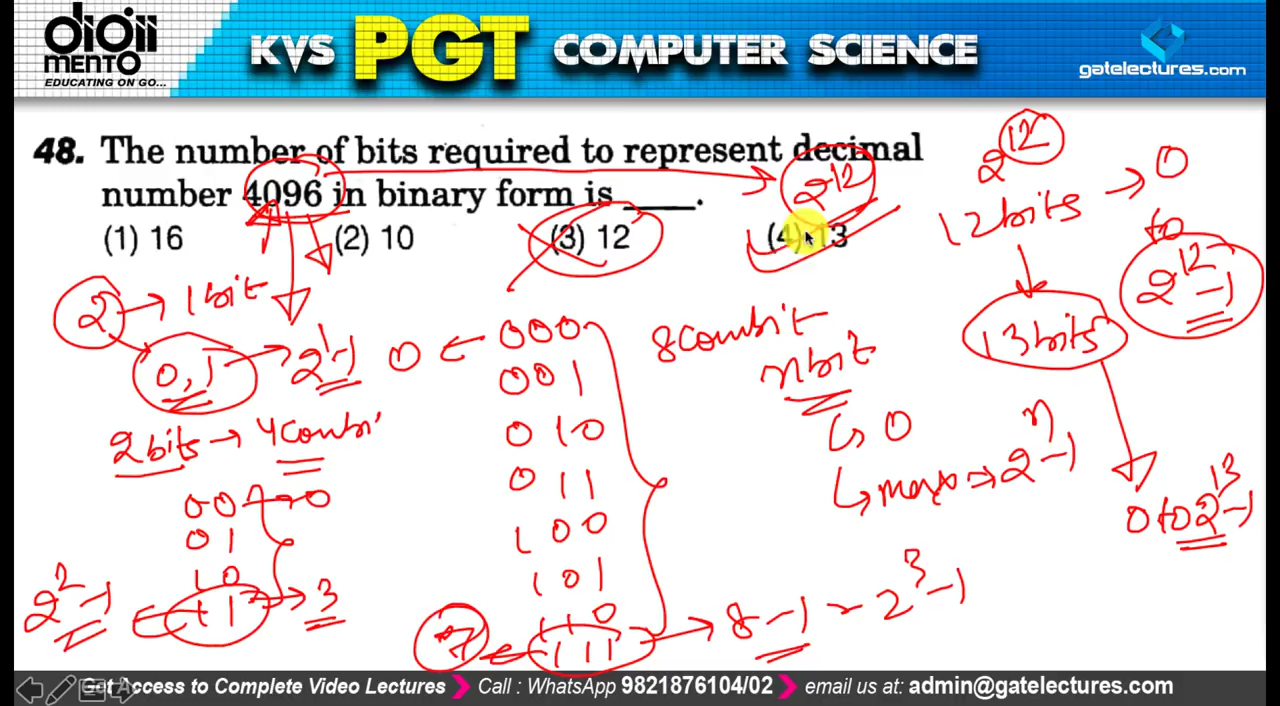 digii
mento
EDUCATING ON GO...
KVS PGT COMPUTER SCIENCE
gatelectures.com
48. The number of bits required to represent decimal
number 4096 in binary form is ____.
(1) 16 (2) 10 (3) 12 (4) 13
2^12
2^12
12 bits → 0
to
2^12 - 1
13 bits
0 to 2^13 - 1
2 → 1 bit
0, 1 → 2^1 - 1
2 bits → 4 combi
00 → 0
01
10
2^2 - 1 ← 11 → 3
0 ← 000
001
010
011
100
101
110
7 ← 111 → 8 - 1 = 2^3 - 1
8 combit
n bit
↳ 0
↳ max ⇒ 2^n - 1
Get Access to Complete Video Lectures
Call : WhatsApp 9821876104/02
email us at: admin@gatelectures.com